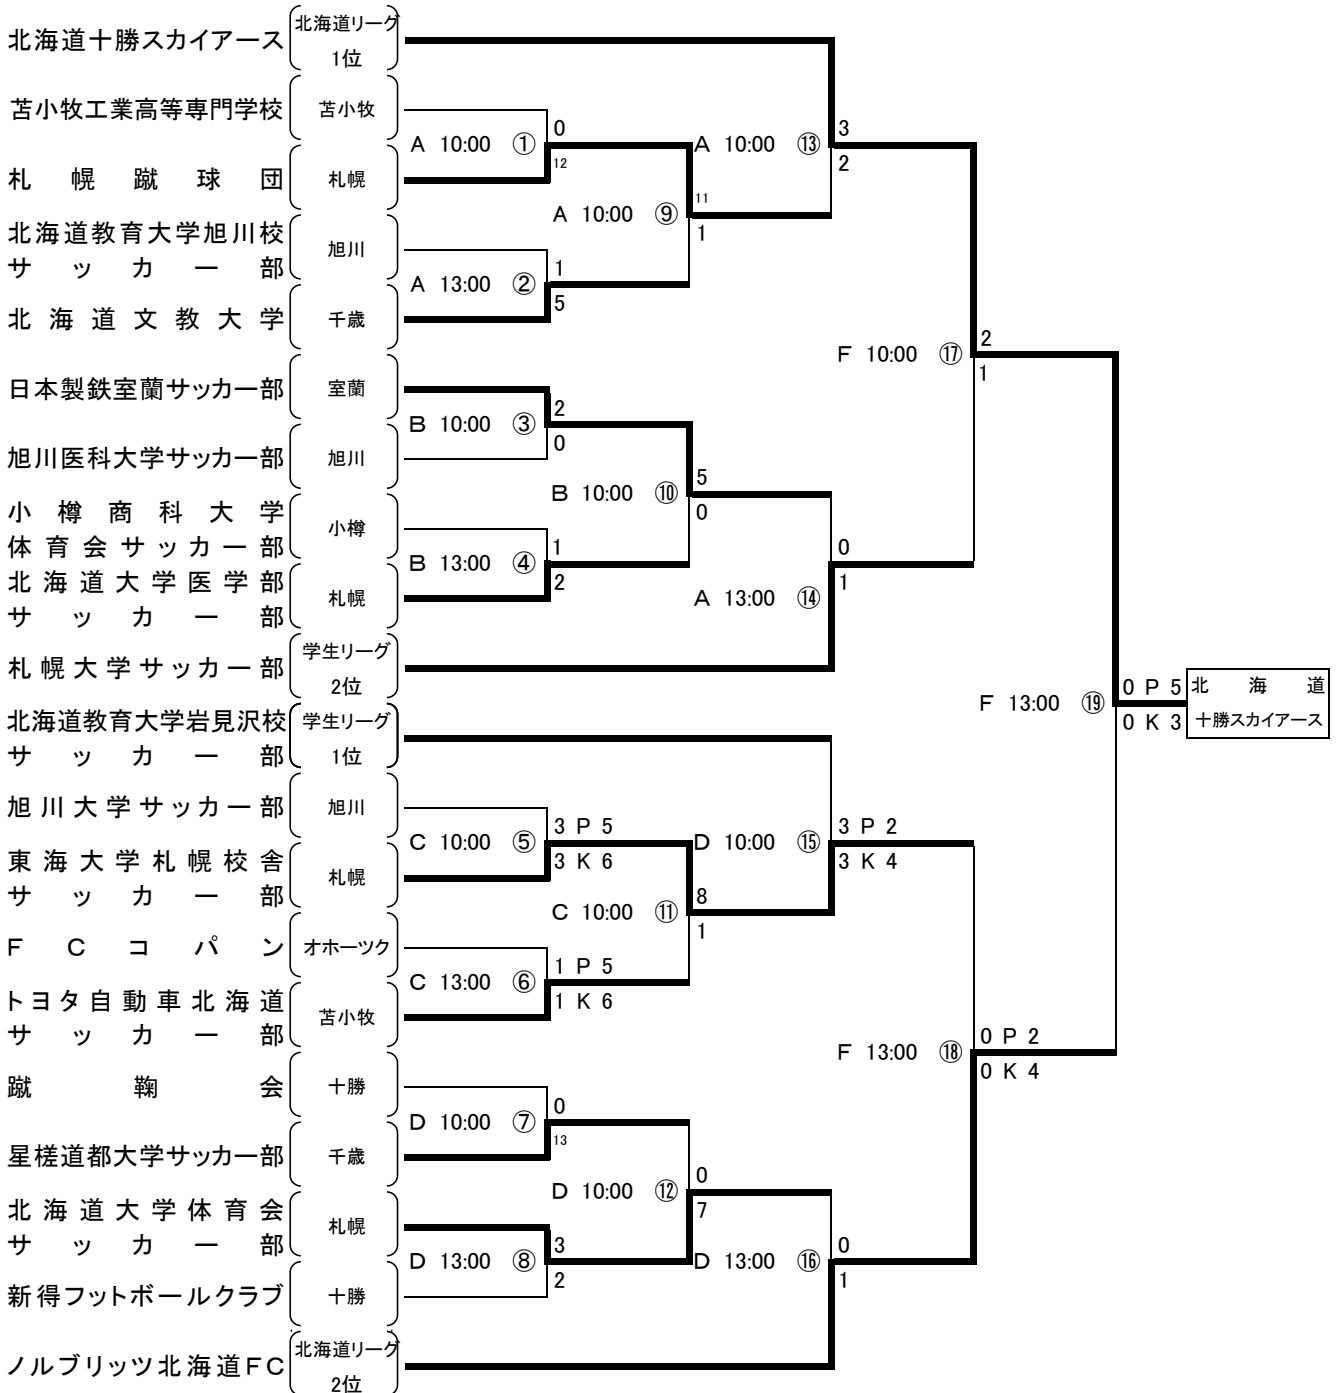 北海道十勝スカイアース
北海道リーグ
1位
苫小牧工業高等専門学校
苫小牧
A 10:00 ①
0
12
札幌蹴球団
札幌
A 10:00 ⑨
11
1
A 10:00 ⑬
3
2
北海道教育大学旭川校
サッカー部
旭川
A 13:00 ②
1
5
北海道文教大学
千歳
F 10:00 ⑰
2
1
日本製鉄室蘭サッカー部
室蘭
B 10:00 ③
2
0
旭川医科大学サッカー部
旭川
B 10:00 ⑩
5
0
小樽商科大学
体育会サッカー部
小樽
B 13:00 ④
1
2
北海道大学医学部
サッカー部
札幌
A 13:00 ⑭
0
1
札幌大学サッカー部
学生リーグ
2位
F 13:00 ⑲
0 P 5
0 K 3
北海道
十勝スカイアース
北海道教育大学岩見沢校
サッカー部
学生リーグ
1位
旭川大学サッカー部
旭川
C 10:00 ⑤
3 P 5
3 K 6
D 10:00 ⑮
3 P 2
3 K 4
東海大学札幌校舎
サッカー部
札幌
C 10:00 ⑪
8
1
FCコパン
オホーツク
C 13:00 ⑥
1 P 5
1 K 6
トヨタ自動車北海道
サッカー部
苫小牧
F 13:00 ⑱
0 P 2
0 K 4
蹴鞠会
十勝
D 10:00 ⑦
0
13
星槎道都大学サッカー部
千歳
D 10:00 ⑫
0
7
北海道大学体育会
サッカー部
札幌
D 13:00 ⑧
3
2
D 13:00 ⑯
0
1
新得フットボールクラブ
十勝
ノルブリッツ北海道FC
北海道リーグ
2位